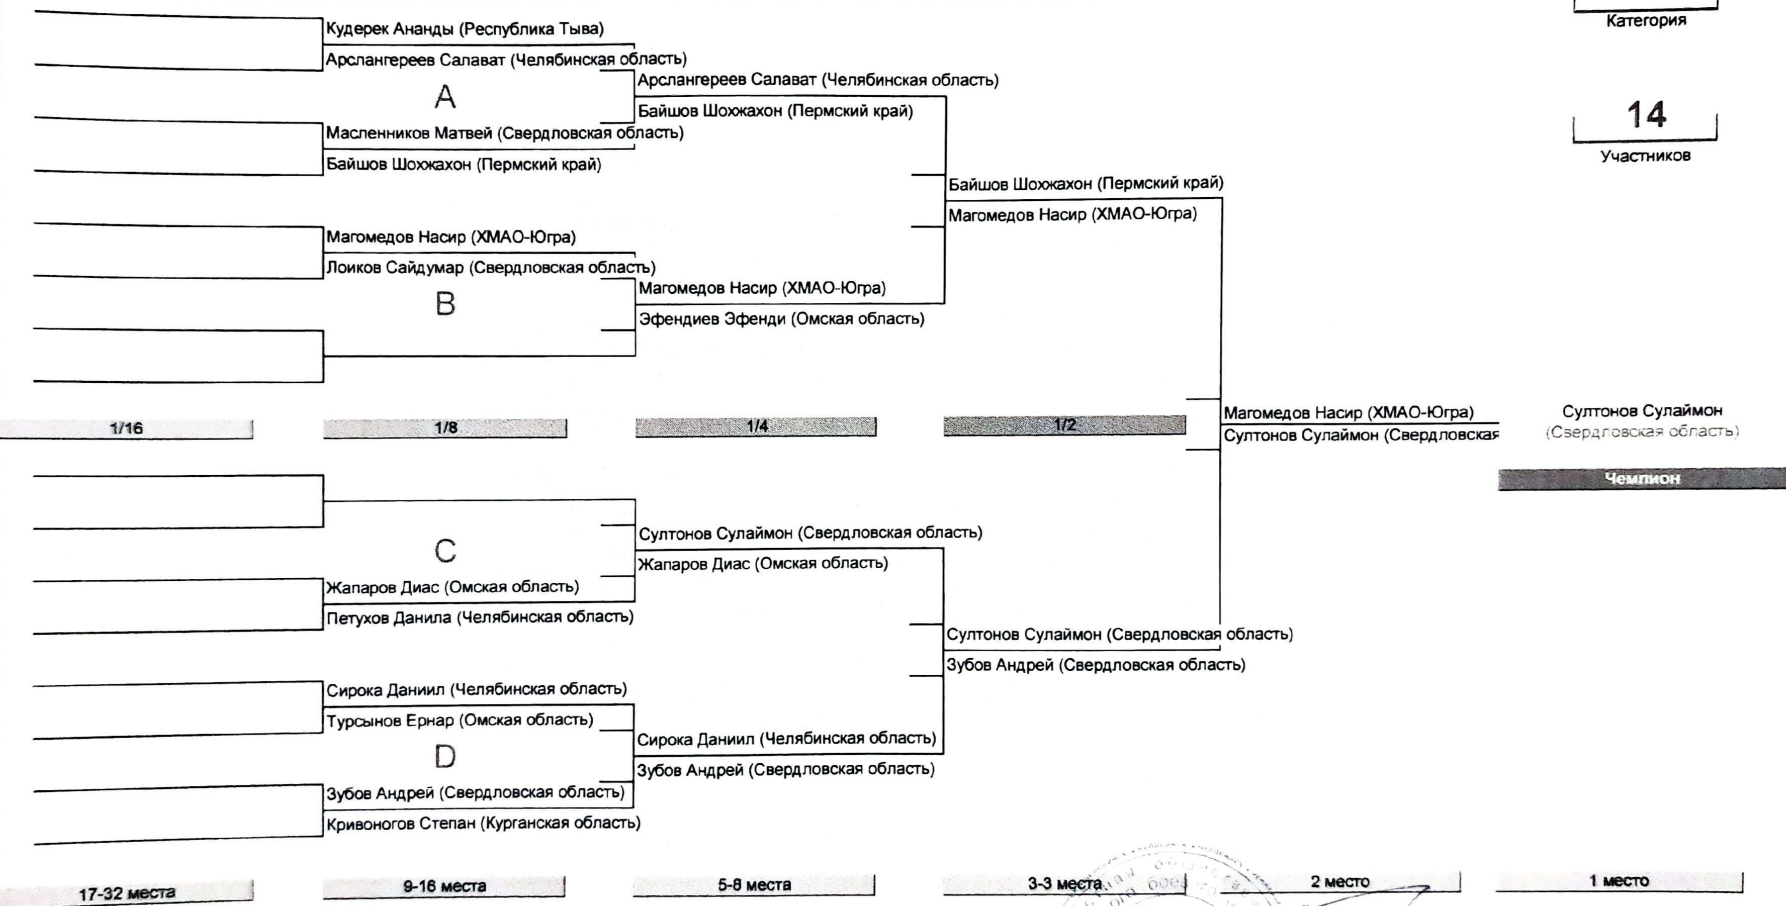 Категория
14
Участников
Кудерек Ананды (Республика Тыва)
Арслангереев Салават (Челябинская область)
A
Масленников Матвей (Свердловская область)
Байшов Шохжахон (Пермский край)
Арслангереев Салават (Челябинская область)
Байшов Шохжахон (Пермский край)
Байшов Шохжахон (Пермский край)
Магомедов Насир (ХМАО-Югра)
Магомедов Насир (ХМАО-Югра)
Лоиков Сайдумар (Свердловская область)
B
Магомедов Насир (ХМАО-Югра)
Эфендиев Эфенди (Омская область)
1/16
1/8
1/4
1/2
Магомедов Насир (ХМАО-Югра)
Султонов Сулаймон (Свердловская
Султонов Сулаймон
(Свердловская область)
Чемпион
C
Султонов Сулаймон (Свердловская область)
Жапаров Диас (Омская область)
Жапаров Диас (Омская область)
Петухов Данила (Челябинская область)
Султонов Сулаймон (Свердловская область)
Зубов Андрей (Свердловская область)
Сирока Даниил (Челябинская область)
Турсынов Ернар (Омская область)
D
Сирока Даниил (Челябинская область)
Зубов Андрей (Свердловская область)
Зубов Андрей (Свердловская область)
Кривоногов Степан (Курганская область)
17-32 места
9-16 места
5-8 места
3-3 места
2 место
1 место